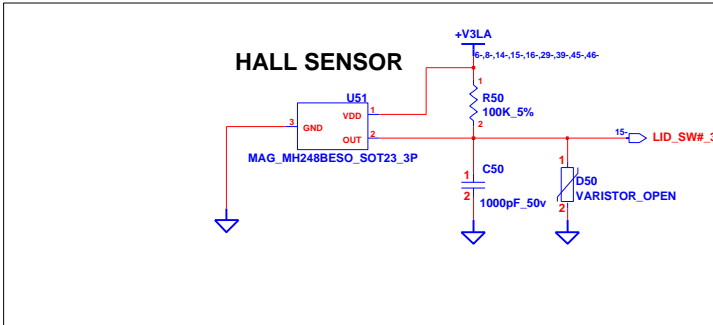 +V3LA
6-,8-,14-,15-,16-,29-,39-,45-,46-
HALL SENSOR
U51
1
R50
100K_5%
2
VDD
1
3
GND
OUT
2
15-
LID_SW#_3
MAG_MH248BESO_SOT23_3P
C50
1
2
1000pF_50v
1
D50
VARISTOR_OPEN
2